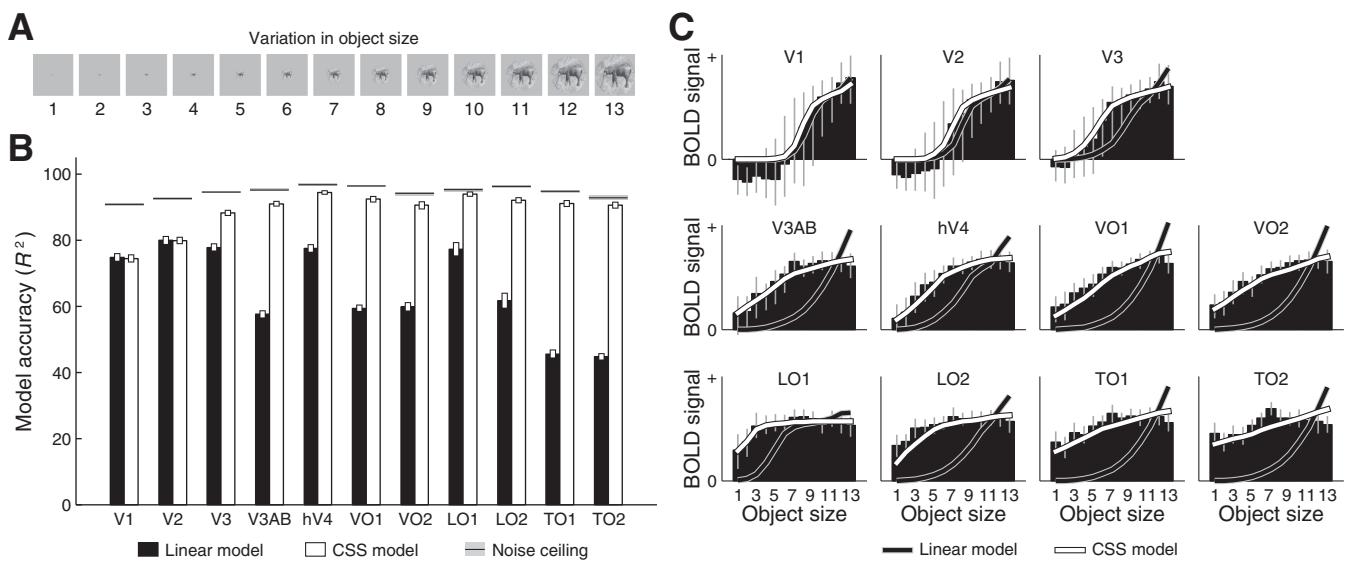 A
Variation in object size
1 2 3 4 5 6 7 8 9 10 11 12 13
B
Model accuracy (R²)
100
80
60
40
20
0
V1 V2 V3 V3AB hV4 VO1 VO2 LO1 LO2 TO1 TO2
Linear model CSS model Noise ceiling
C
V1 V2 V3
BOLD signal
+
0
V3AB hV4 VO1 VO2
BOLD signal
+
0
LO1 LO2 TO1 TO2
BOLD signal
+
0
1 3 5 7 9 11 13 1 3 5 7 9 11 13 1 3 5 7 9 11 13 1 3 5 7 9 11 13
Object size Object size Object size Object size
Linear model CSS model